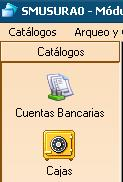 SMUSURA0 - Módu
Catálogos Arqueo y C
Catálogos
Cuentas Bancarias
Cajas